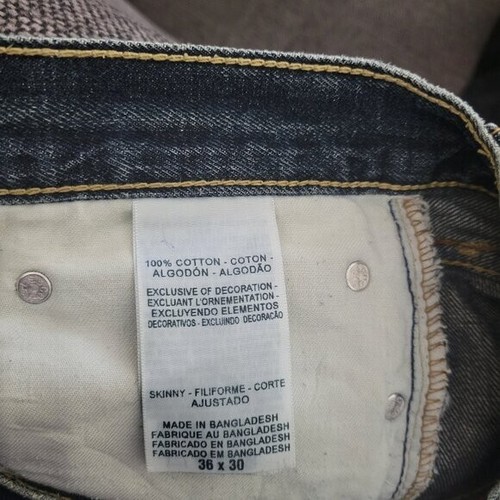 100% COTTON - COTON -
ALGODÓN - ALGODÃO
EXCLUSIVE OF DECORATION -
EXCLUANT L'ORNEMENTATION -
EXCLUYENDO ELEMENTOS
DECORATIVOS - EXCLUINDO DECORAÇÃO
SKINNY - FILIFORME - CORTE
AJUSTADO
MADE IN BANGLADESH
FABRIQUE AU BANGLADESH
FABRICADO EN BANGLADESH
FABRICADO EM BANGLADESH
36 x 30